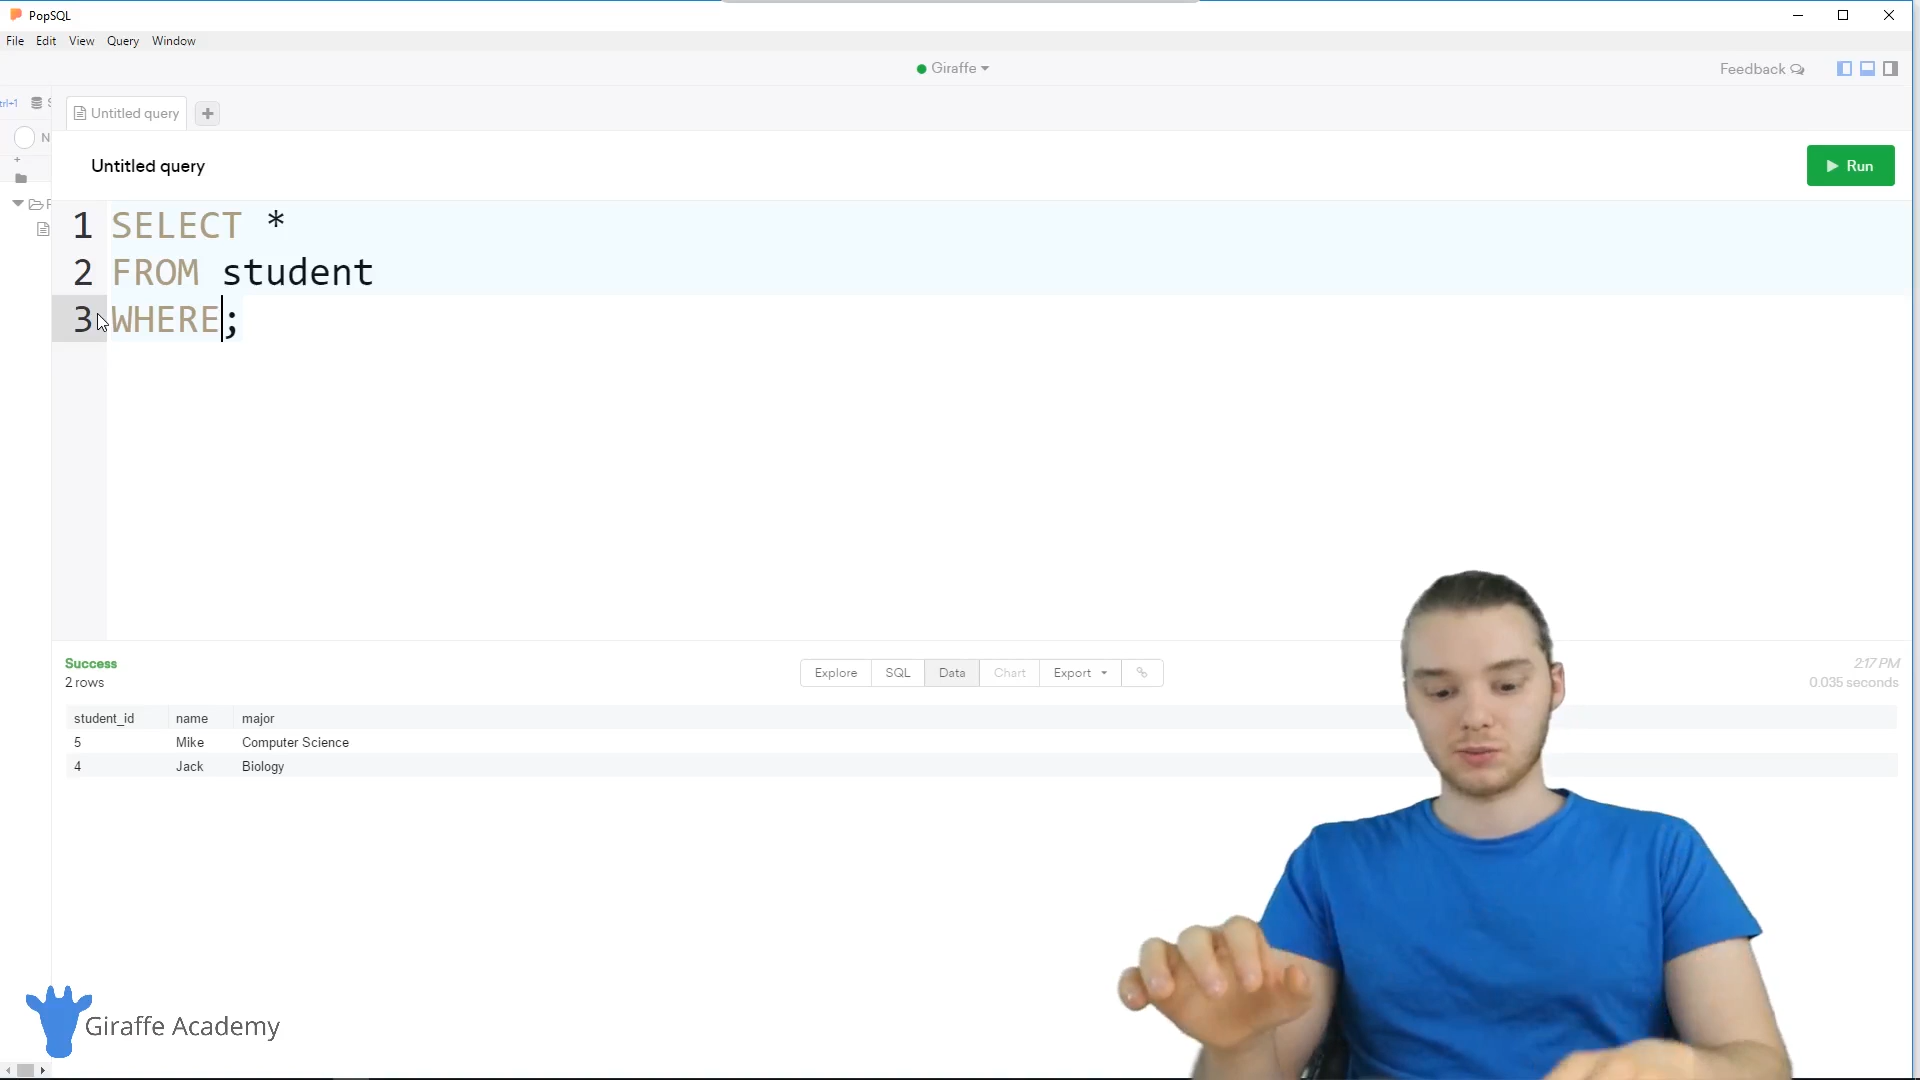 PopSQL
File Edit View Query Window
Giraffe
Feedback
trl+1 S
Untitled query +
N
+
Untitled query
Run
1 SELECT *
2 FROM student
3 WHERE;
Success
2 rows
Explore SQL Data Chart Export
2:17 PM
0.035 seconds
student_id name major
5 Mike Computer Science
4 Jack Biology
Giraffe Academy